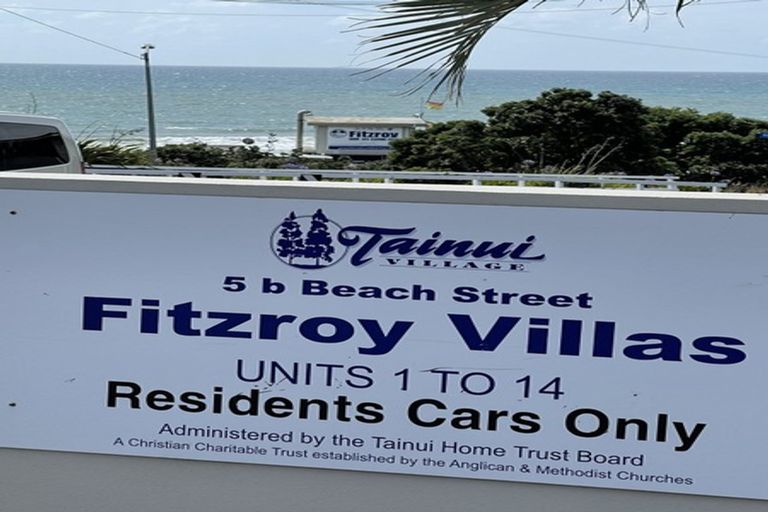 Fitzroy
Tainui
VILLAGE
5 b Beach Street
Fitzroy Villas
UNITS 1 TO 14
Residents Cars Only
Administered by the Tainui Home Trust Board
A Christian Charitable Trust established by the Anglican & Methodist Churches